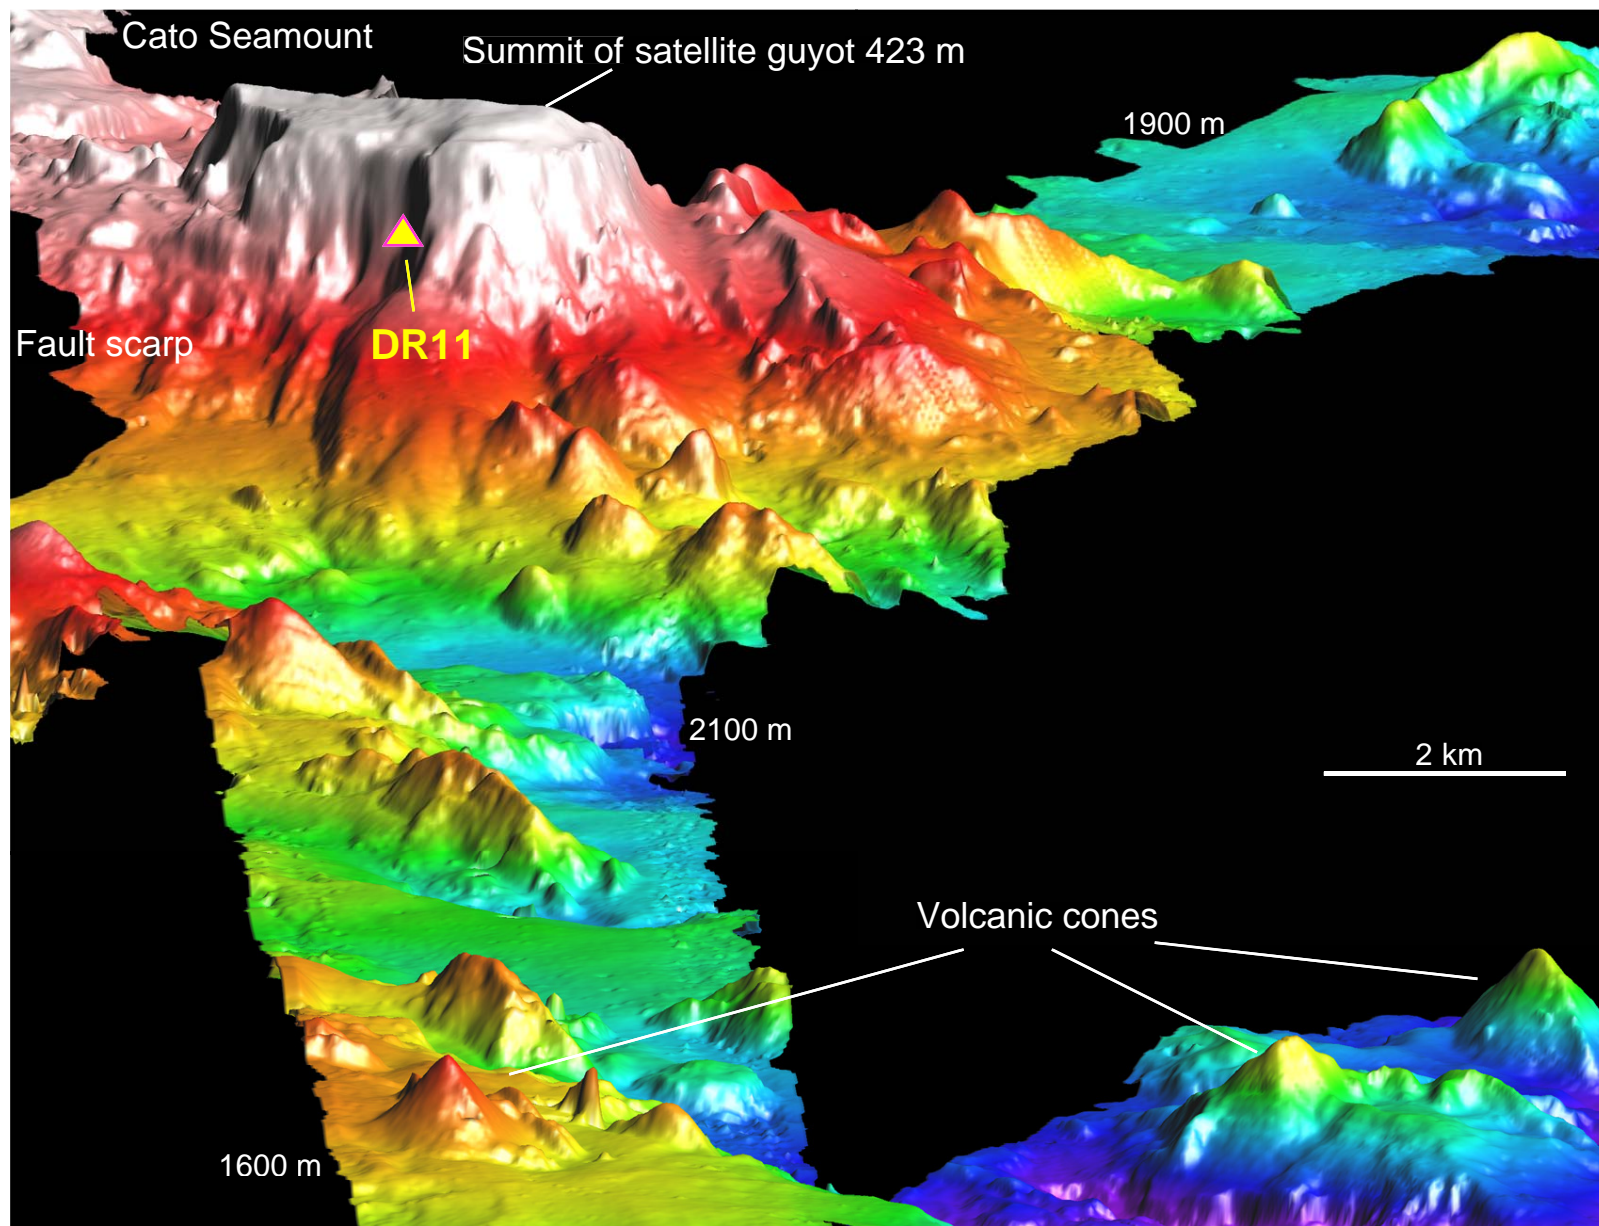 Cato Seamount
Summit of satellite guyot 423 m
1900 m
Fault scarp
DR11
2100 m
2 km
Volcanic cones
1600 m